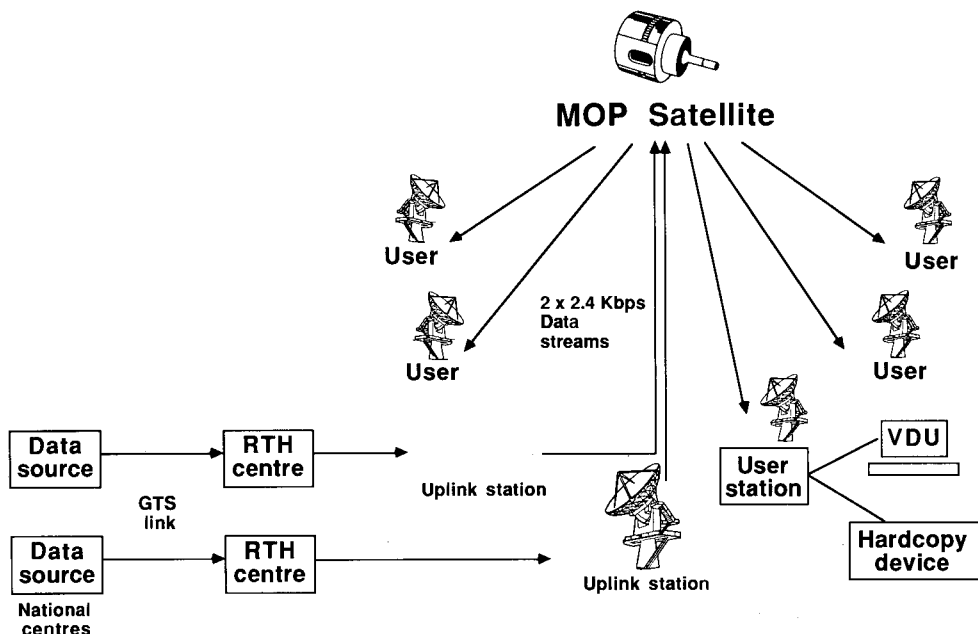 MOP Satellite
User
User
User
User
2 x 2.4 Kbps
Data
streams
Data
source
RTH
centre
Uplink station
User
station
VDU
GTS
link
Data
source
RTH
centre
Uplink station
Hardcopy
device
National
centres